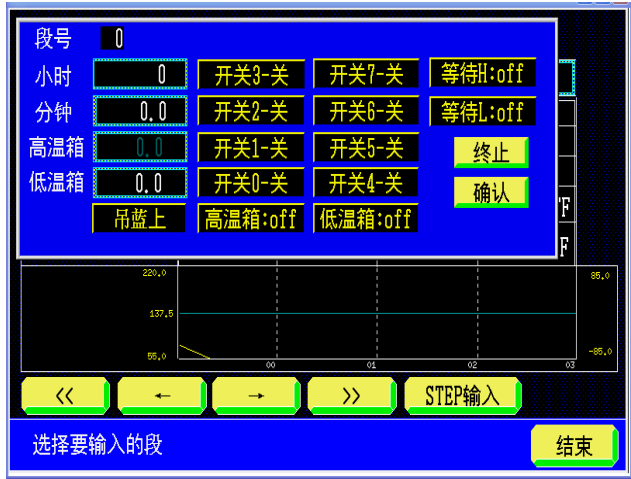 段号 0
小时 0 开关3-关 开关7-关 等待H:off
分钟 0.0 开关2-关 开关6-关 等待L:off
高温箱 0.0 开关1-关 开关5-关 终止
低温箱 0.0 开关0-关 开关4-关 确认
吊蓝上 高温箱:off 低温箱:off
F
F
220.0 85.0
137.5
55.0 -85.0
00 01 02 03
<< ← → >> STEP输入
选择要输入的段 结束